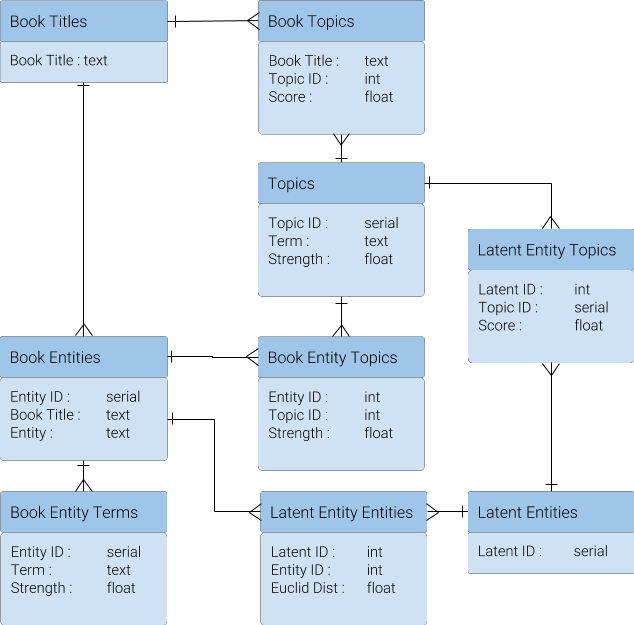 Book Titles
Book Title : text
Book Topics
Book Title : text
Topic ID : int
Score : float
Topics
Topic ID : serial
Term : text
Strength : float
Latent Entity Topics
Latent ID : int
Topic ID : serial
Score : float
Book Entities
Entity ID : serial
Book Title : text
Entity : text
Book Entity Topics
Entity ID : int
Topic ID : int
Strength : float
Book Entity Terms
Entity ID : serial
Term : text
Strength : float
Latent Entity Entities
Latent ID : int
Entity ID : int
Euclid Dist : float
Latent Entities
Latent ID : serial